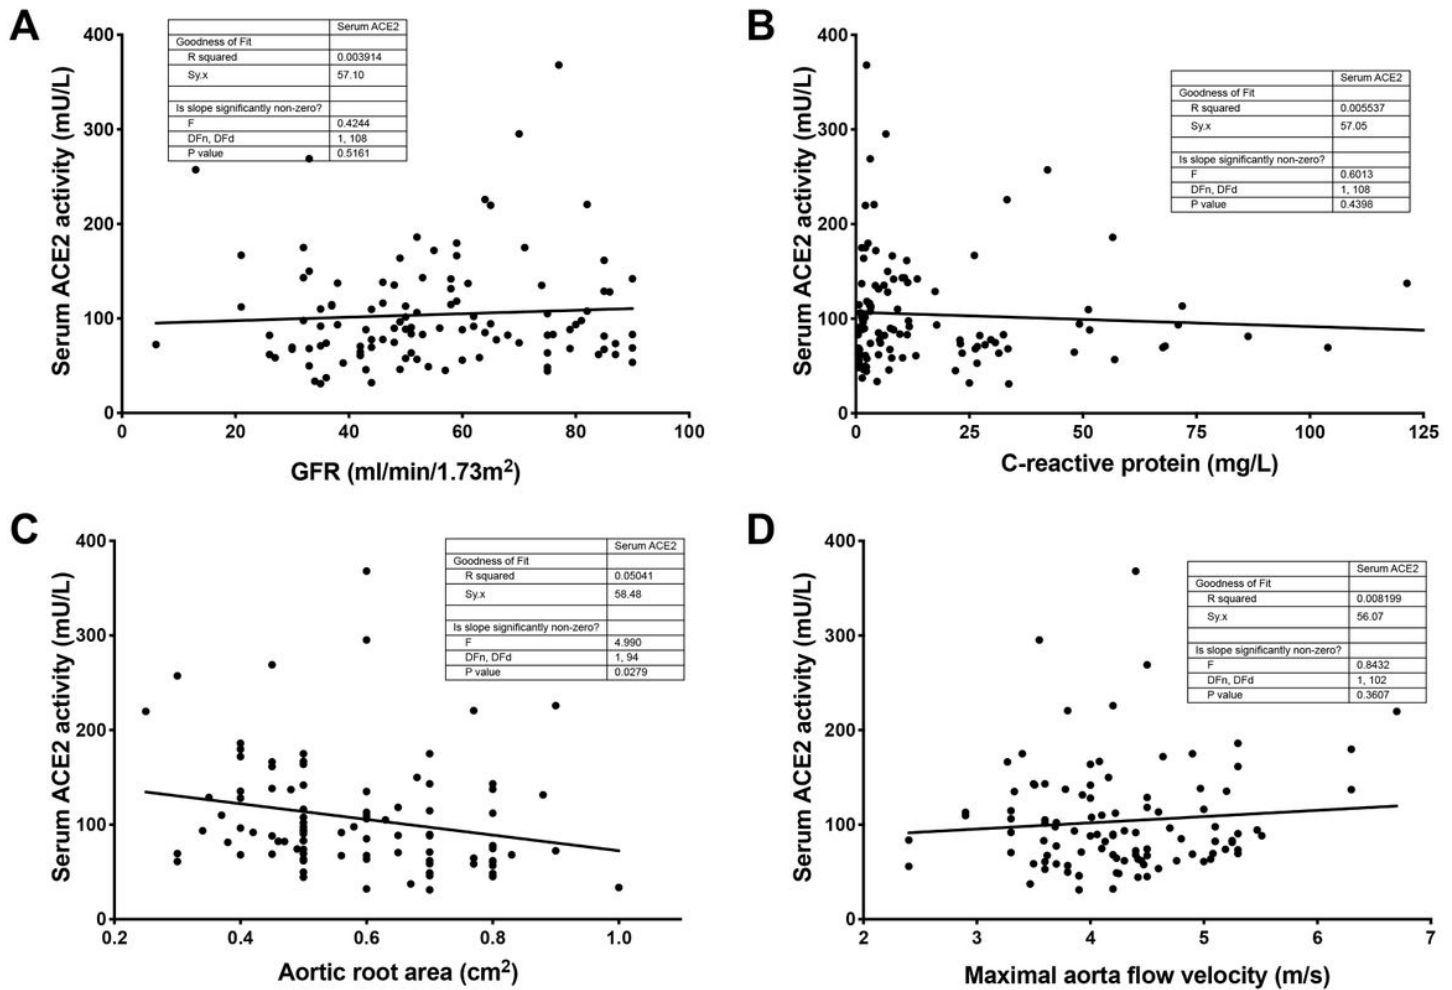 A
Serum ACE2 activity (mU/L)
400
300
200
100
0
0 20 40 60 80 100
GFR (ml/min/1.73m²)
Serum ACE2
Goodness of Fit
R squared 0.003914
Sy.x 57.10
Is slope significantly non-zero?
F 0.4244
DFn, DFd 1, 108
P value 0.5161
B
Serum ACE2 activity (mU/L)
400
300
200
100
0
0 25 50 75 100 125
C-reactive protein (mg/L)
Serum ACE2
Goodness of Fit
R squared 0.005537
Sy.x 57.05
Is slope significantly non-zero?
F 0.6013
DFn, DFd 1, 108
P value 0.4398
C
Serum ACE2 activity (mU/L)
400
300
200
100
0
0.2 0.4 0.6 0.8 1.0
Aortic root area (cm²)
Serum ACE2
Goodness of Fit
R squared 0.05041
Sy.x 58.48
Is slope significantly non-zero?
F 4.990
DFn, DFd 1, 94
P value 0.0279
D
Serum ACE2 activity (mU/L)
400
300
200
100
0
2 3 4 5 6 7
Maximal aorta flow velocity (m/s)
Serum ACE2
Goodness of Fit
R squared 0.008199
Sy.x 56.07
Is slope significantly non-zero?
F 0.8432
DFn, DFd 1, 102
P value 0.3607